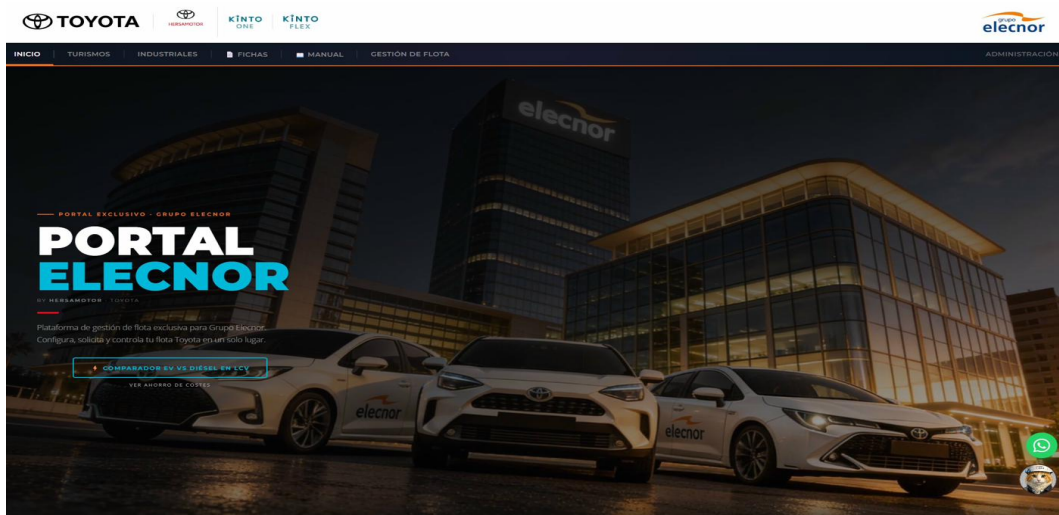 TOYOTA
HERSAMOTOR
KINTO
ONE
KINTO
FLEX
grupo
elecnor
INICIO
TURISMOS
INDUSTRIALES
FICHAS
MANUAL
GESTIÓN DE FLOTA
ADMINISTRACIÓN
elecnor
PORTAL EXCLUSIVO · GRUPO ELECNOR
PORTAL
ELECNOR
BY HERSAMOTOR · TOYOTA
Plataforma de gestión de flota exclusiva para Grupo Elecnor.
Configura, solicita y controla tu flota Toyota en un solo lugar.
COMPARADOR EV VS DIÉSEL EN LCV
VER AHORRO DE COSTES
elecnor
elecnor